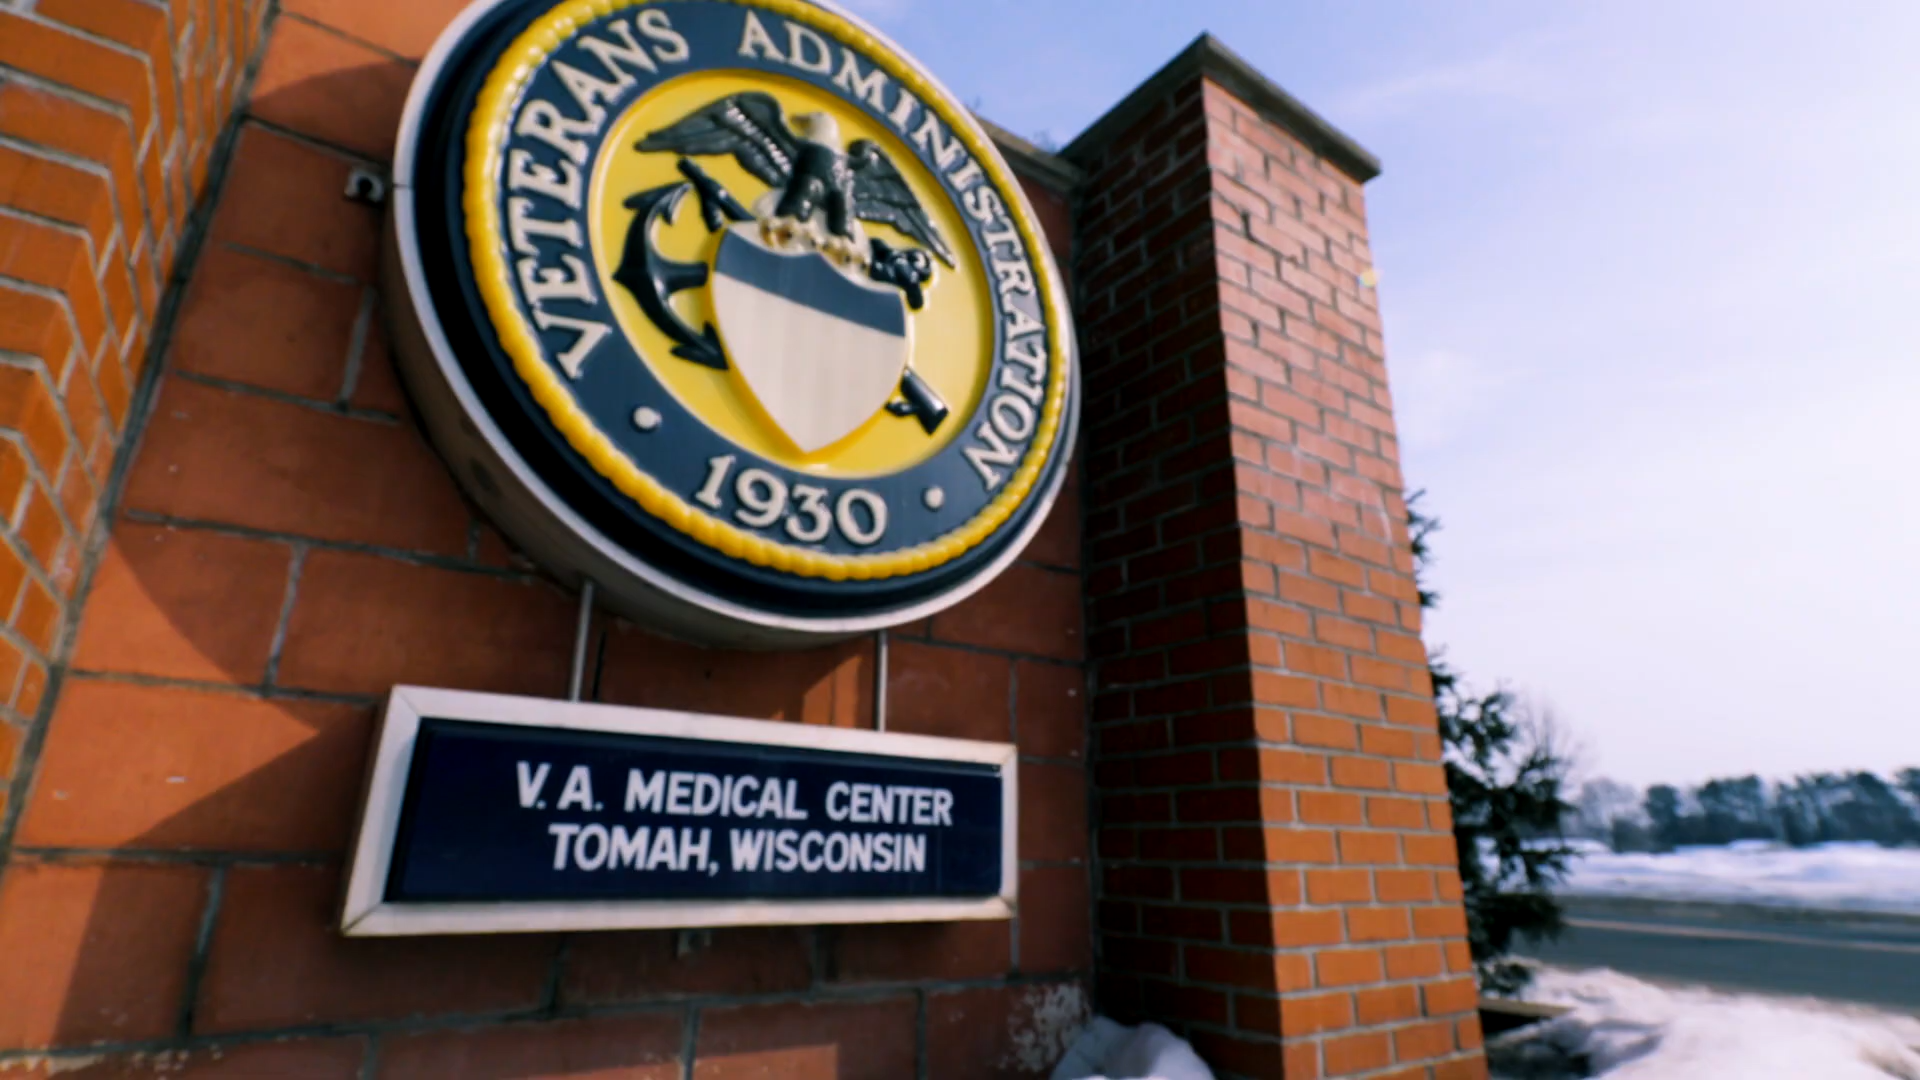 VETERANS ADMINISTRATION
• 1930 •
V. A. MEDICAL CENTER
TOMAH, WISCONSIN